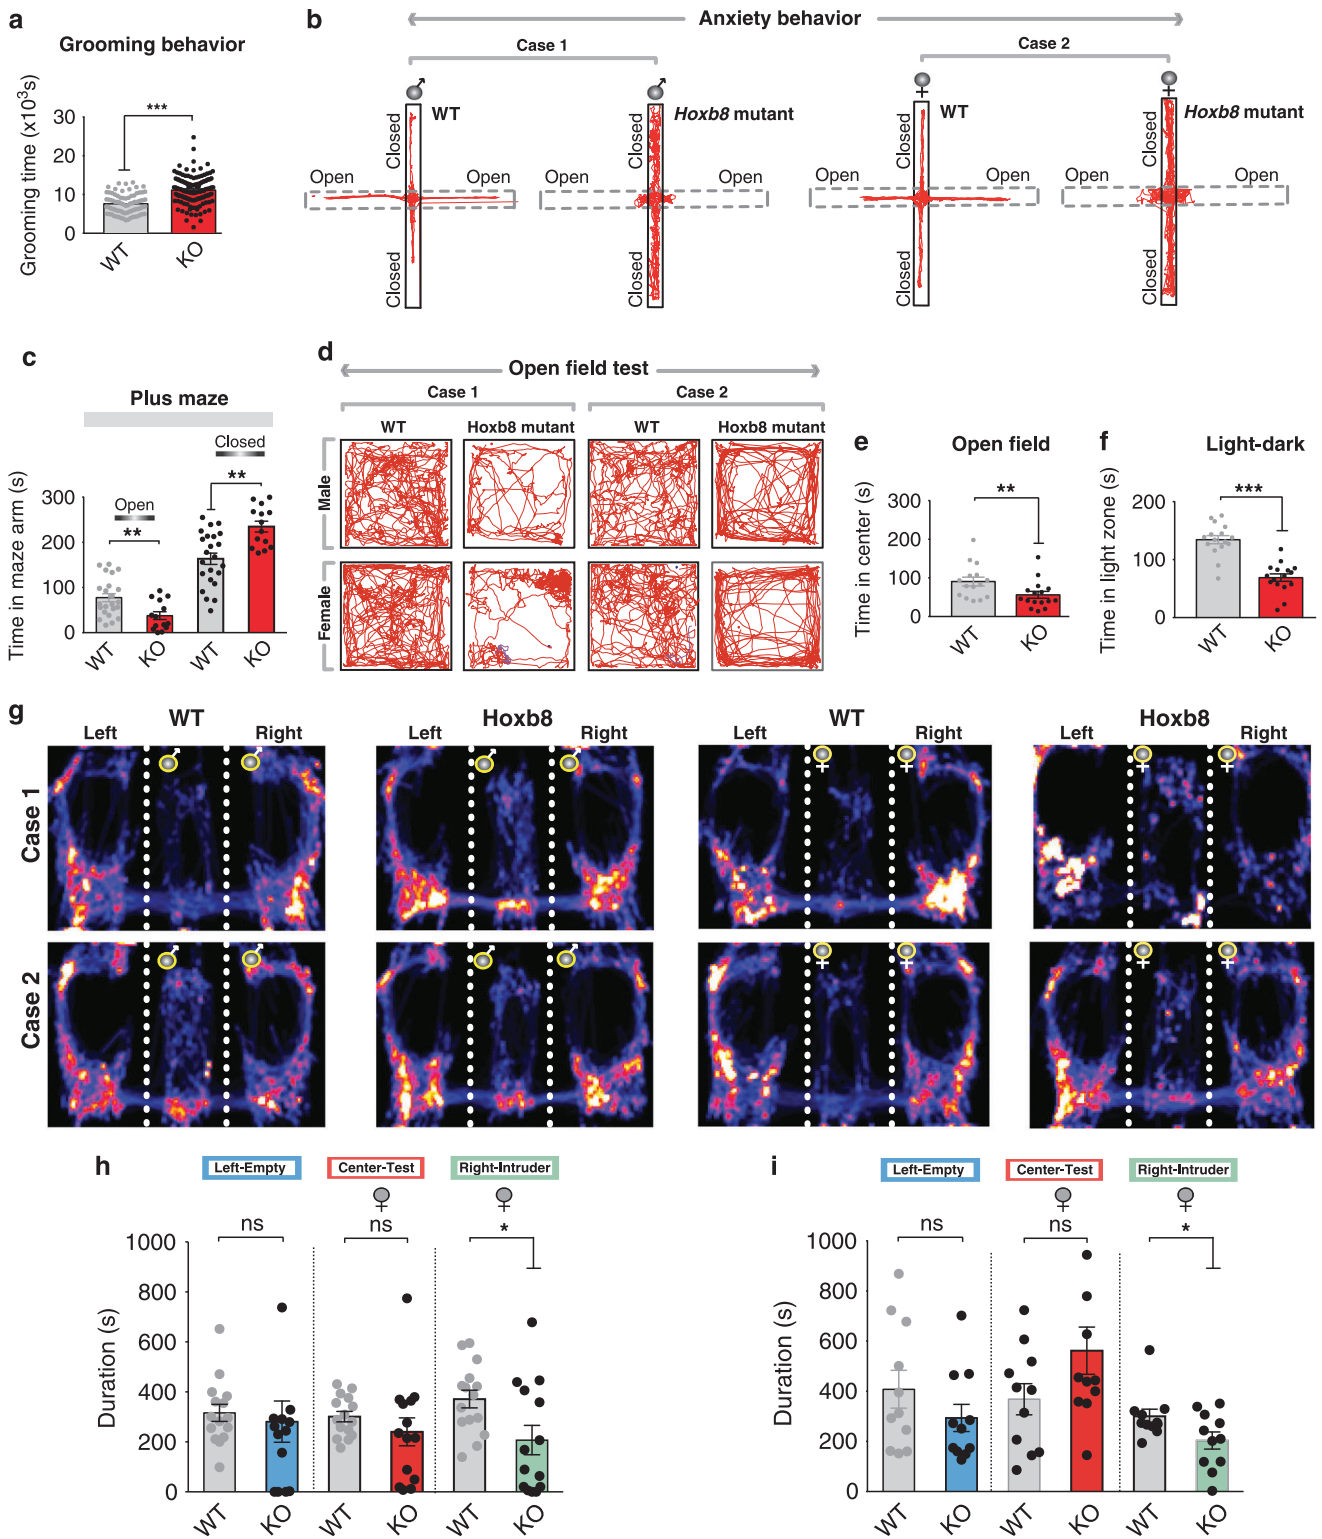 a
Grooming behavior
Grooming time (x10³s)
30
20
10
0
***
WT
KO
b
Anxiety behavior
Case 1
Case 2
♂
♂
♀
♀
WT
Hoxb8 mutant
WT
Hoxb8 mutant
Closed
Closed
Closed
Closed
Open
Open
Open
Open
Open
Open
Open
Open
Closed
Closed
Closed
Closed
c
Plus maze
Closed
**
Open
**
Time in maze arm (s)
300
200
100
0
WT
KO
WT
KO
d
Open field test
Case 1
Case 2
WT
Hoxb8 mutant
WT
Hoxb8 mutant
Male
Female
e
Open field
**
Time in center (s)
300
200
100
0
WT
KO
f
Light-dark
***
Time in light zone (s)
200
100
0
WT
KO
g
WT
Hoxb8
WT
Hoxb8
Left
Right
Left
Right
Left
Right
Left
Right
Case 1
♂
♂
♂
♂
♀
♀
♀
♀
Case 2
♂
♂
♂
♂
♀
♀
♀
♀
h
Left-Empty
Center-Test
Right-Intruder
♀
♀
ns
ns
*
Duration (s)
1000
800
600
400
200
0
WT
KO
WT
KO
WT
KO
i
Left-Empty
Center-Test
Right-Intruder
♀
♀
ns
ns
*
Duration (s)
1000
800
600
400
200
0
WT
KO
WT
KO
WT
KO